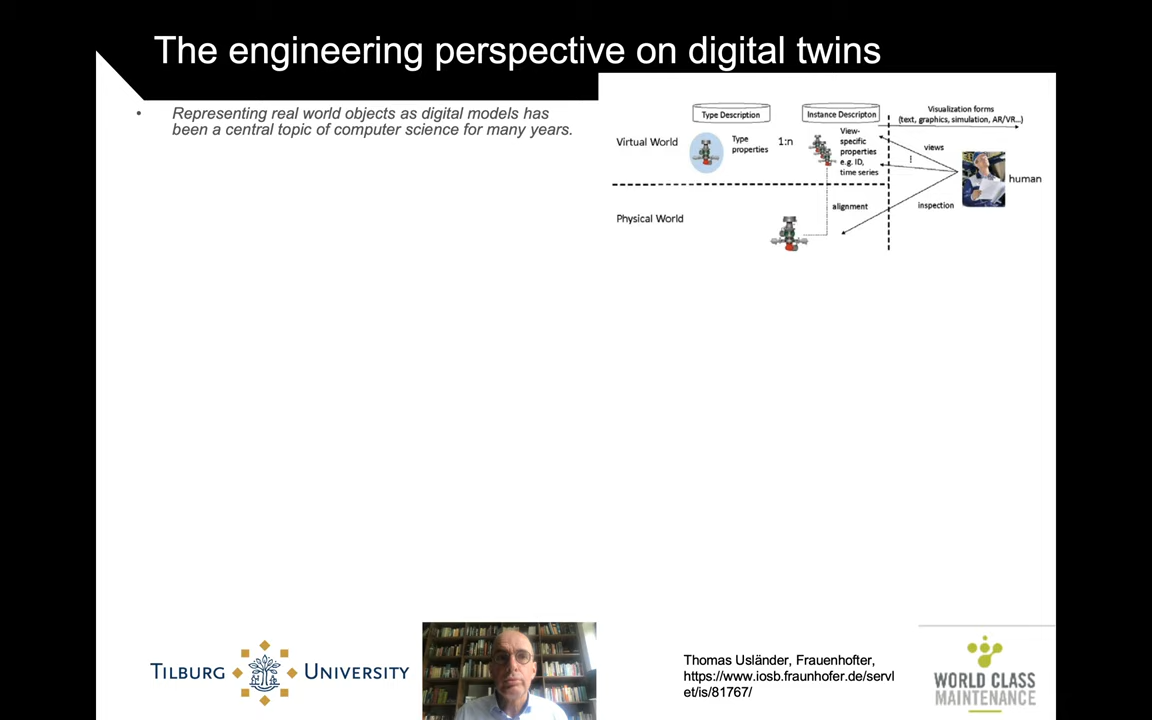 The engineering perspective on digital twins
• Representing real world objects as digital models has
been a central topic of computer science for many years.
Type Description
Instance Descripton
Visualization forms
(text, graphics, simulation, AR/VR...)
Virtual World
Type
properties
1:n
View-
specific
properties
e.g. ID,
time series
views
!
human
alignment
inspection
Physical World
TILBURG UNIVERSITY
Thomas Usländer, Frauenhofter,
https://www.iosb.fraunhofer.de/servl
et/is/81767/
WORLD CLASS
MAINTENANCE